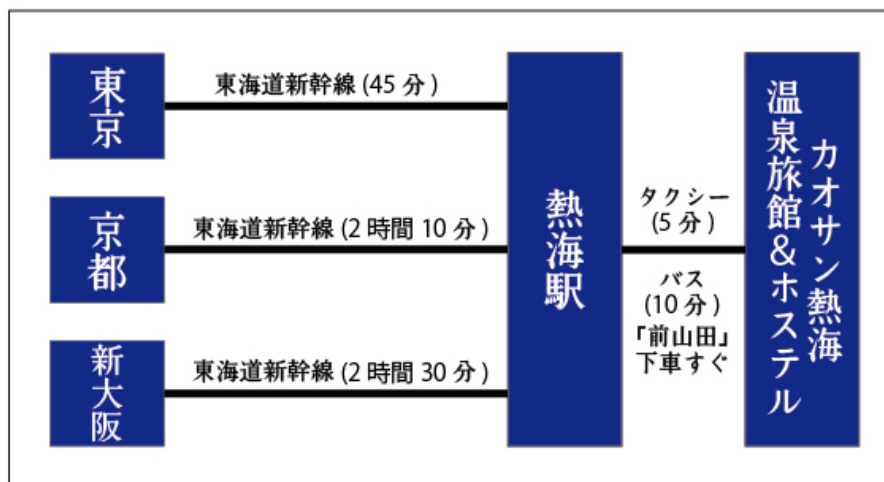 東京
東海道新幹線 (45 分 )
京都
東海道新幹線 (2 時間 10 分 )
新大阪
東海道新幹線 (2 時間 30 分 )
熱海駅
タクシー
(5 分 )
バス
(10 分 )
「前山田」
下車すぐ
カオサン熱海
温泉旅館&ホステル